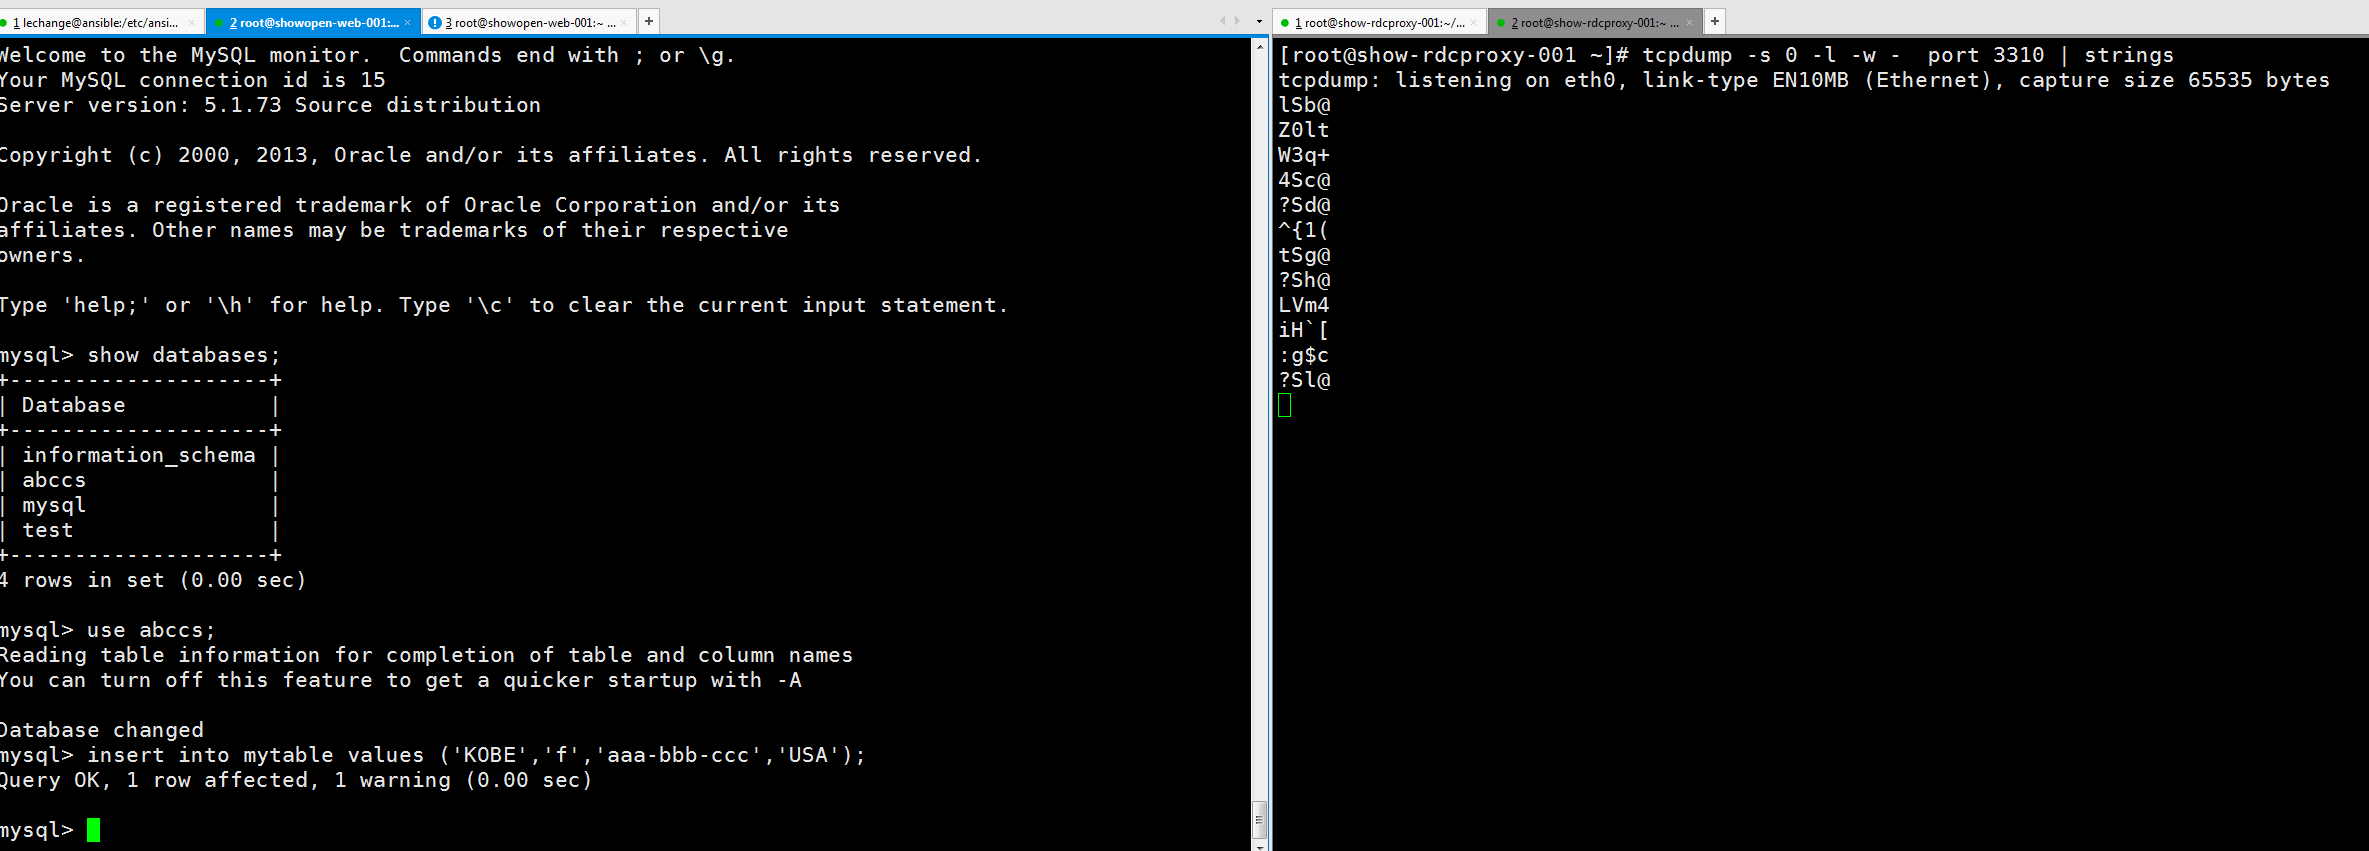 1 lechange@ansible:/etc/ansi...
2 root@showopen-web-001:...
3 root@showopen-web-001:~ ...
Welcome to the MySQL monitor.  Commands end with ; or \g.
Your MySQL connection id is 15
Server version: 5.1.73 Source distribution
Copyright (c) 2000, 2013, Oracle and/or its affiliates. All rights reserved.
Oracle is a registered trademark of Oracle Corporation and/or its
affiliates. Other names may be trademarks of their respective
owners.
Type 'help;' or '\h' for help. Type '\c' to clear the current input statement.
mysql> show databases;
+--------------------+
| Database           |
+--------------------+
| information_schema |
| abccs              |
| mysql              |
| test               |
+--------------------+
4 rows in set (0.00 sec)
mysql> use abccs;
Reading table information for completion of table and column names
You can turn off this feature to get a quicker startup with -A
Database changed
mysql> insert into mytable values ('KOBE','f','aaa-bbb-ccc','USA');
Query OK, 1 row affected, 1 warning (0.00 sec)
mysql>
1 root@show-rdcproxy-001:~/...
2 root@show-rdcproxy-001:~ ...
[root@show-rdcproxy-001 ~]# tcpdump -s 0 -l -w -  port 3310 | strings
tcpdump: listening on eth0, link-type EN10MB (Ethernet), capture size 65535 bytes
lSb@
Z0lt
W3q+
4Sc@
?Sd@
^{1(
tSg@
?Sh@
LVm4
iH`[
:g$c
?Sl@